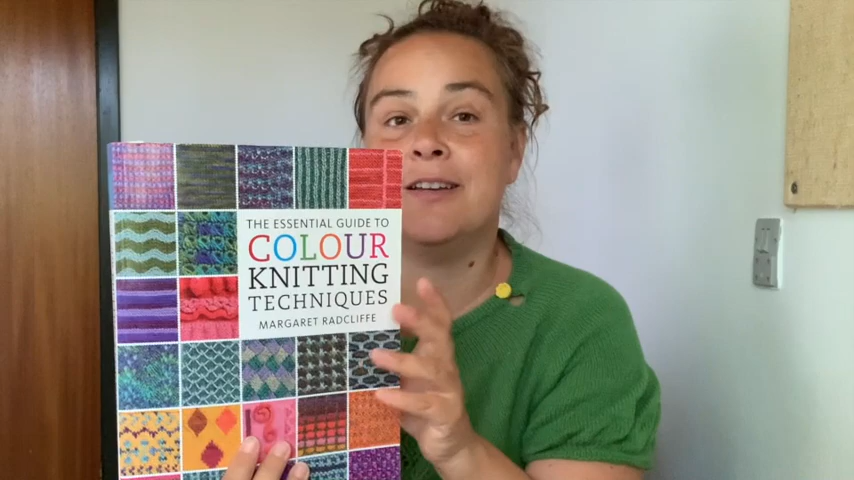 THE ESSENTIAL GUIDE TO
COLOUR
KNITTING
TECHNIQUES
MARGARET RADCLIFFE